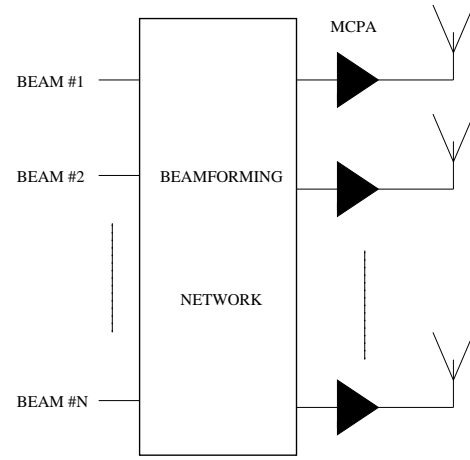 MCPA
BEAM #1
BEAM #2
BEAMFORMING
NETWORK
BEAM #N